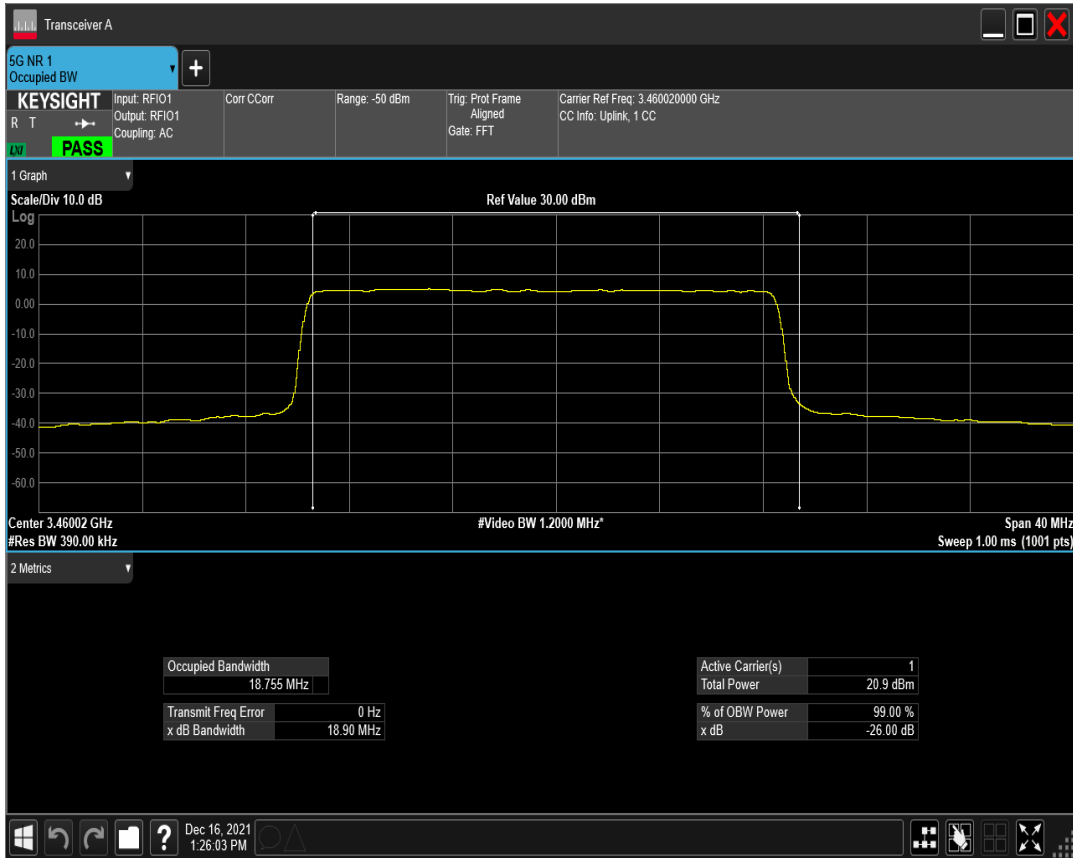 Transceiver A
5G NR 1
Occupied BW
KEYSIGHT
R T
LXI
PASS
Input: RFIO1
Output: RFIO1
Coupling: AC
Corr CCorr
Range: -50 dBm
Trig: Prot Frame
Aligned
Gate: FFT
Carrier Ref Freq: 3.460020000 GHz
CC Info: Uplink, 1 CC
1 Graph
Scale/Div 10.0 dB
Ref Value 30.00 dBm
Log
20.0
10.0
0.00
-10.0
-20.0
-30.0
-40.0
-50.0
-60.0
Center 3.46002 GHz
#Video BW 1.2000 MHz*
Span 40 MHz
#Res BW 390.00 kHz
Sweep 1.00 ms (1001 pts)
2 Metrics
Occupied Bandwidth
18.755 MHz
Transmit Freq Error 0 Hz
x dB Bandwidth 18.90 MHz
Active Carrier(s) 1
Total Power 20.9 dBm
% of OBW Power 99.00 %
x dB -26.00 dB
?
Dec 16, 2021
1:26:03 PM